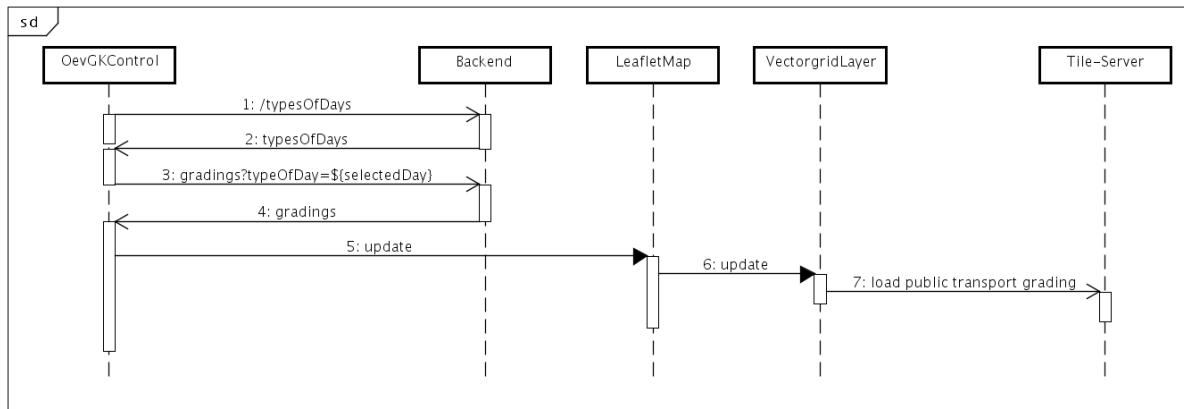 sd
OevGKControl
Backend
LeafletMap
VectorgridLayer
Tile-Server
1: /typesOfDays
2: typesOfDays
3: gradings?typeOfDay=${selectedDay}
4: gradings
5: update
6: update
7: load public transport grading